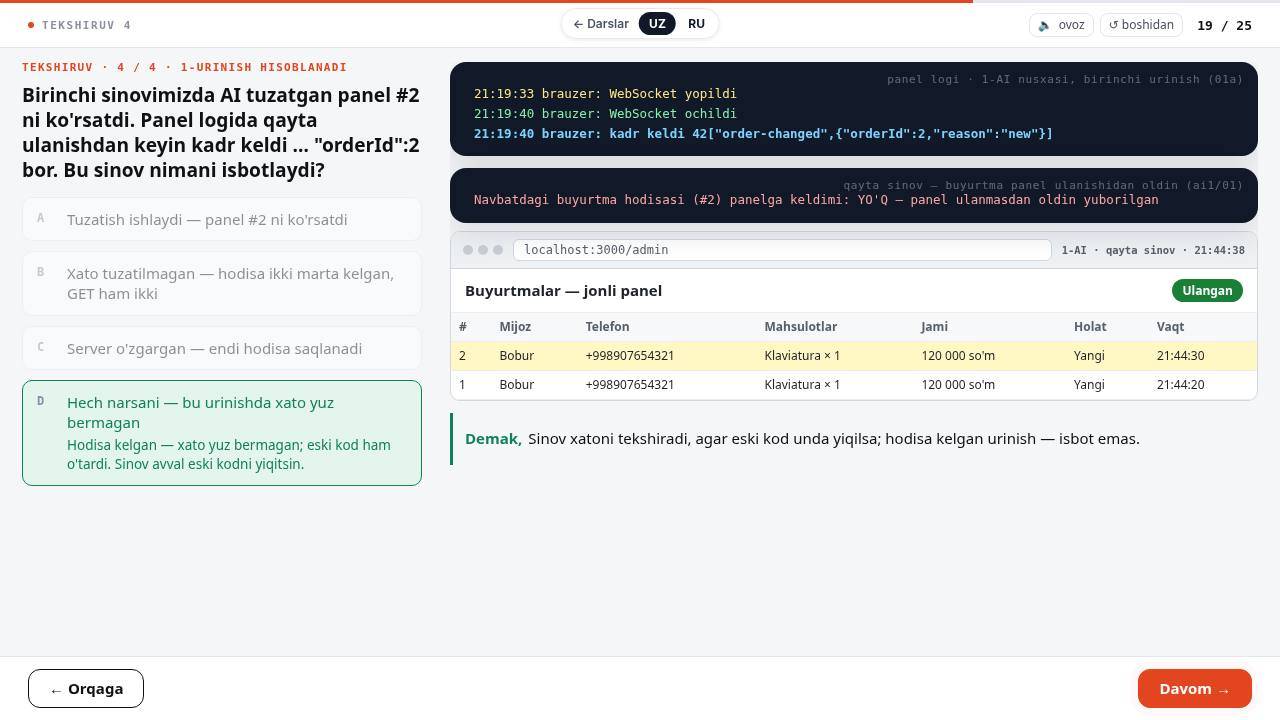 TEKSHIRUV 4
← Darslar UZ RU
🔈 ovoz ↺ boshidan 19 / 25
TEKSHIRUV · 4 / 4 · 1-URINISH HISOBLANADI
Birinchi sinovimizda AI tuzatgan panel #2
ni ko'rsatdi. Panel logida qayta
ulanishdan keyin kadr keldi … "orderId":2
bor. Bu sinov nimani isbotlaydi?
A Tuzatish ishlaydi — panel #2 ni ko'rsatdi
B Xato tuzatilmagan — hodisa ikki marta kelgan,
GET ham ikki
C Server o'zgargan — endi hodisa saqlanadi
D Hech narsani — bu urinishda xato yuz
bermagan
Hodisa kelgan — xato yuz bermagan; eski kod ham
o'tardi. Sinov avval eski kodni yiqitsin.
panel logi · 1-AI nusxasi, birinchi urinish (01a)
21:19:33 brauzer: WebSocket yopildi
21:19:40 brauzer: WebSocket ochildi
21:19:40 brauzer: kadr keldi 42["order-changed",{"orderId":2,"reason":"new"}]
qayta sinov — buyurtma panel ulanishidan oldin (ai1/01)
Navbatdagi buyurtma hodisasi (#2) panelga keldimi: YO'Q — panel ulanmasdan oldin yuborilgan
localhost:3000/admin 1-AI · qayta sinov · 21:44:38
Buyurtmalar — jonli panel Ulangan
# Mijoz Telefon Mahsulotlar Jami Holat Vaqt
2 Bobur +998907654321 Klaviatura × 1 120 000 so'm Yangi 21:44:30
1 Bobur +998907654321 Klaviatura × 1 120 000 so'm Yangi 21:44:20
Demak, Sinov xatoni tekshiradi, agar eski kod unda yiqilsa; hodisa kelgan urinish — isbot emas.
← Orqaga
Davom →